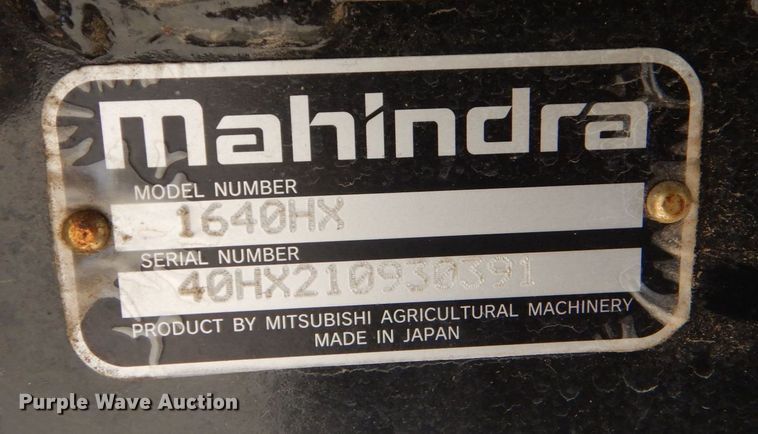 mahindra
MODEL NUMBER
1640HX
SERIAL NUMBER
40HX210930391
PRODUCT BY MITSUBISHI AGRICULTURAL MACHINERY
MADE IN JAPAN
Purple Wave Auction